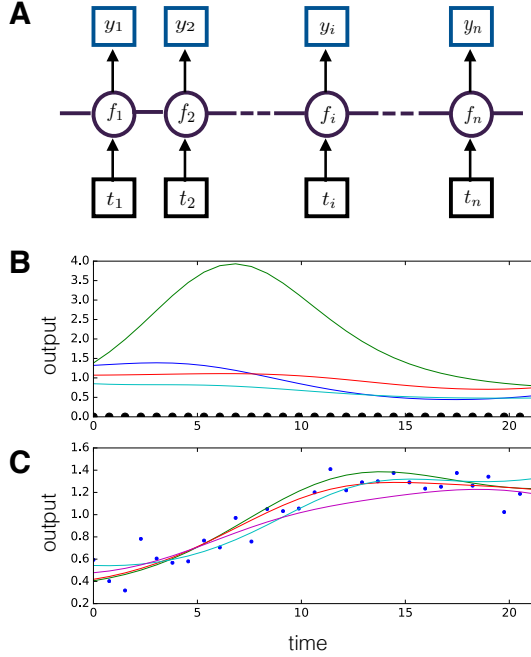 A
y₁ y₂ yᵢ yₙ
f₁ f₂ fᵢ fₙ
t₁ t₂ tᵢ tₙ
B
4.0
3.5
3.0
2.5
2.0
1.5
1.0
0.5
0.0
output
0 5 10 15 20
C
1.6
1.4
1.2
1.0
0.8
0.6
0.4
0.2
output
0 5 10 15 20
time